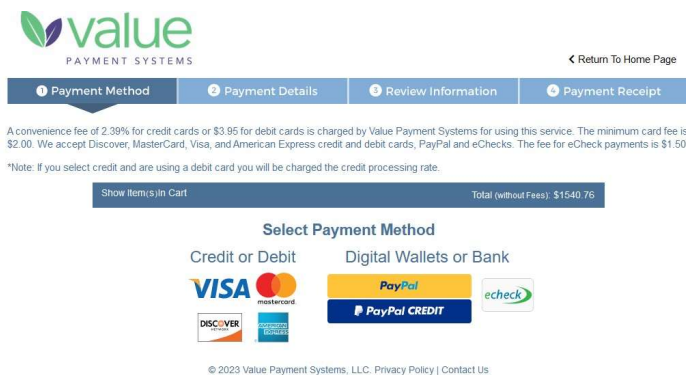 value
PAYMENT SYSTEMS
Return To Home Page
1 Payment Method
2 Payment Details
3 Review Information
4 Payment Receipt
A convenience fee of 2.39% for credit cards or $3.95 for debit cards is charged by Value Payment Systems for using this service. The minimum card fee is
$2.00. We accept Discover, MasterCard, Visa, and American Express credit and debit cards, PayPal and eChecks. The fee for eCheck payments is $1.50
*Note: If you select credit and are using a debit card you will be charged the credit processing rate.
Show Item(s)In Cart
Total (without Fees): $1540.76
Select Payment Method
Credit or Debit
Digital Wallets or Bank
VISA
mastercard
PayPal
echeck
PayPal CREDIT
DISCOVER
NETWORK
AMERICAN
EXPRESS
© 2023 Value Payment Systems, LLC. Privacy Policy | Contact Us